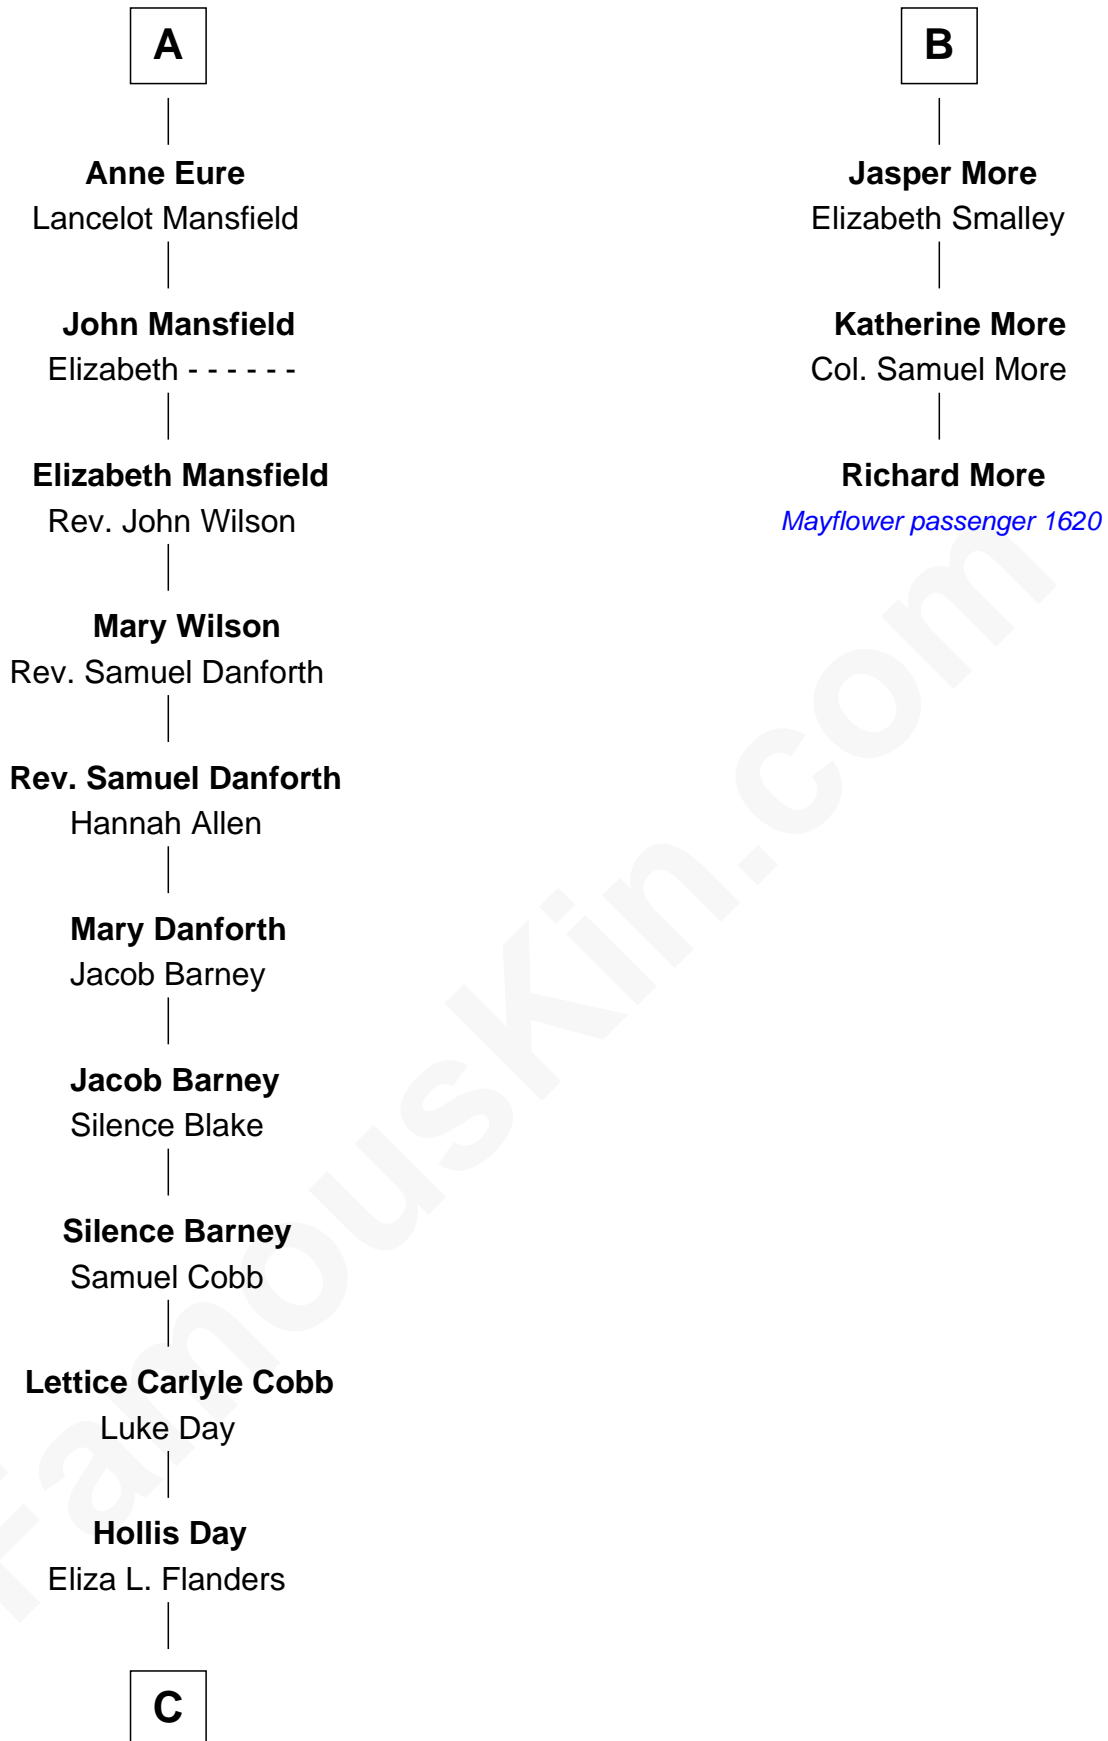 A
Anne Eure
Lancelot Mansfield
John Mansfield
Elizabeth - - - - - -
Elizabeth Mansfield
Rev. John Wilson
Mary Wilson
Rev. Samuel Danforth
Rev. Samuel Danforth
Hannah Allen
Mary Danforth
Jacob Barney
Jacob Barney
Silence Blake
Silence Barney
Samuel Cobb
Lettice Carlyle Cobb
Luke Day
Hollis Day
Eliza L. Flanders
C
B
Jasper More
Elizabeth Smalley
Katherine More
Col. Samuel More
Richard More
Mayflower passenger 1620
FamousKin.com